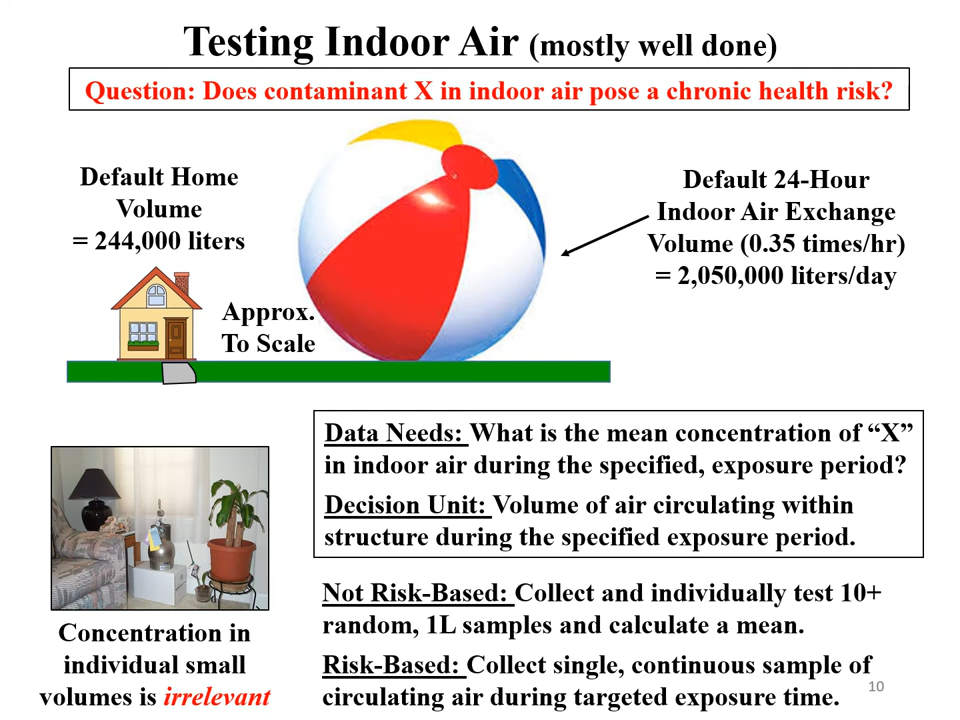 Testing Indoor Air (mostly well done)
Question: Does contaminant X in indoor air pose a chronic health risk?
Default Home
Volume
= 244,000 liters
Approx.
To Scale
Default 24-Hour
Indoor Air Exchange
Volume (0.35 times/hr)
= 2,050,000 liters/day
Data Needs: What is the mean concentration of “X”
in indoor air during the specified, exposure period?
Decision Unit: Volume of air circulating within
structure during the specified exposure period.
Concentration in
individual small
volumes is irrelevant
Not Risk-Based: Collect and individually test 10+
random, 1L samples and calculate a mean.
Risk-Based: Collect single, continuous sample of
circulating air during targeted exposure time.
10